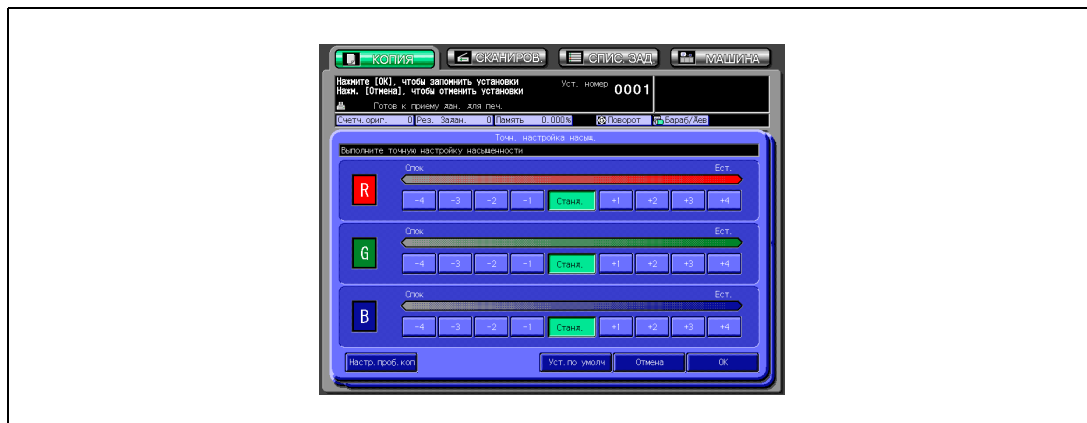 КОПИЯ СКАНИРОВ. СПИС. ЗАД. МАШИНА
Нажмите [OK], чтобы запомнить установки
Нажм. [Отмена], чтобы отменить установки
Уст. номер 0001
Готов к приему дан. для печ.
Счетч. ориг. 0 Рез. Задан. 0 Память 0.000% Поворот Бараб/Лев
Точн. настройка насыщ.
Выполните точную настройку насыщенности
Спок Ест.
R
-4 -3 -2 -1 Станд. +1 +2 +3 +4
Спок Ест.
G
-4 -3 -2 -1 Станд. +1 +2 +3 +4
Спок Ест.
B
-4 -3 -2 -1 Станд. +1 +2 +3 +4
Настр. проб. коп Уст. по умолч Отмена OK